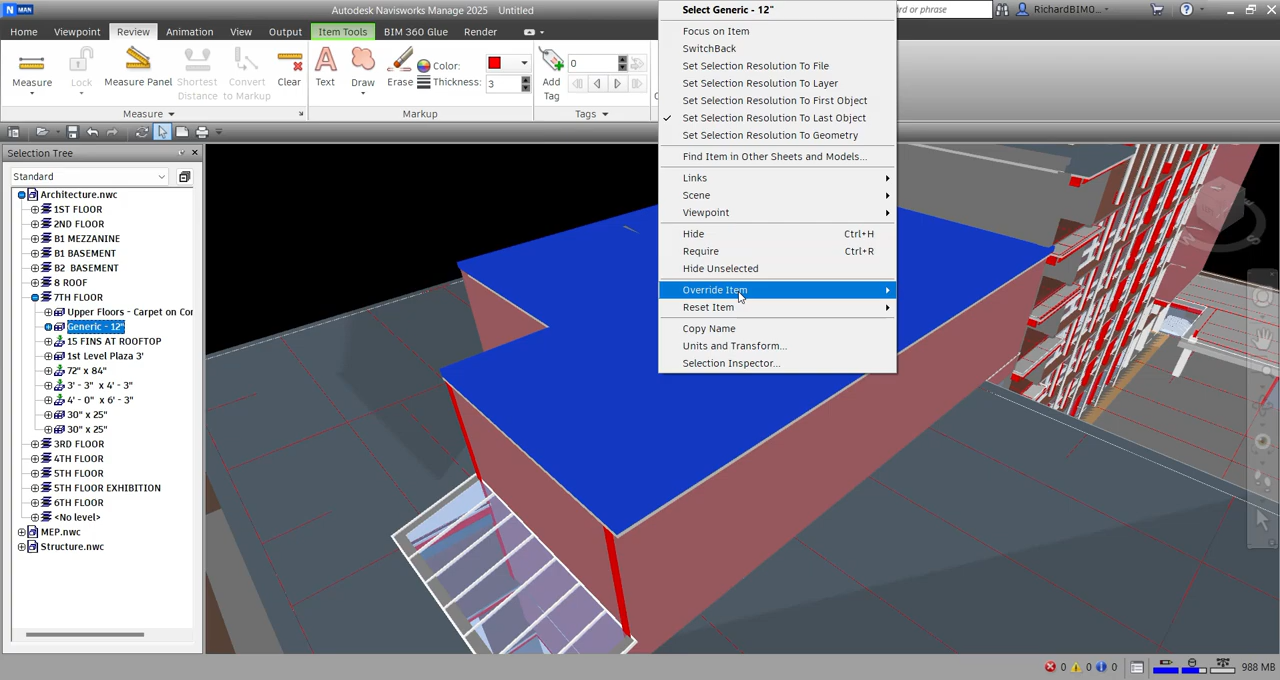 MAN
Autodesk Navisworks Manage 2025 Untitled
or phrase
RichardBIMO...
Home Viewpoint Review Animation View Output Item Tools BIM 360 Glue Render
Measure
Lock
Measure Panel
Shortest Distance
Convert to Markup
Clear
Measure
Text
Draw
Erase
Color:
Thickness: 3
Markup
Add Tag
0
Tags
Selection Tree
Standard
Architecture.nwc
1ST FLOOR
2ND FLOOR
B1 MEZZANINE
B1 BASEMENT
B2 BASEMENT
8 ROOF
7TH FLOOR
Upper Floors - Carpet on Con
Generic - 12"
15 FINS AT ROOFTOP
1st Level Plaza 3'
72" x 84"
3' - 3" x 4' - 3"
4' - 0" x 6' - 3"
30" x 25"
30" x 25"
3RD FLOOR
4TH FLOOR
5TH FLOOR
5TH FLOOR EXHIBITION
6TH FLOOR
<No level>
MEP.nwc
Structure.nwc
Select Generic - 12"
Focus on Item
SwitchBack
Set Selection Resolution To File
Set Selection Resolution To Layer
Set Selection Resolution To First Object
Set Selection Resolution To Last Object
Set Selection Resolution To Geometry
Find Item in Other Sheets and Models...
Links
Scene
Viewpoint
Hide Ctrl+H
Require Ctrl+R
Hide Unselected
Override Item
Reset Item
Copy Name
Units and Transform...
Selection Inspector...
0 0 0 988 MB